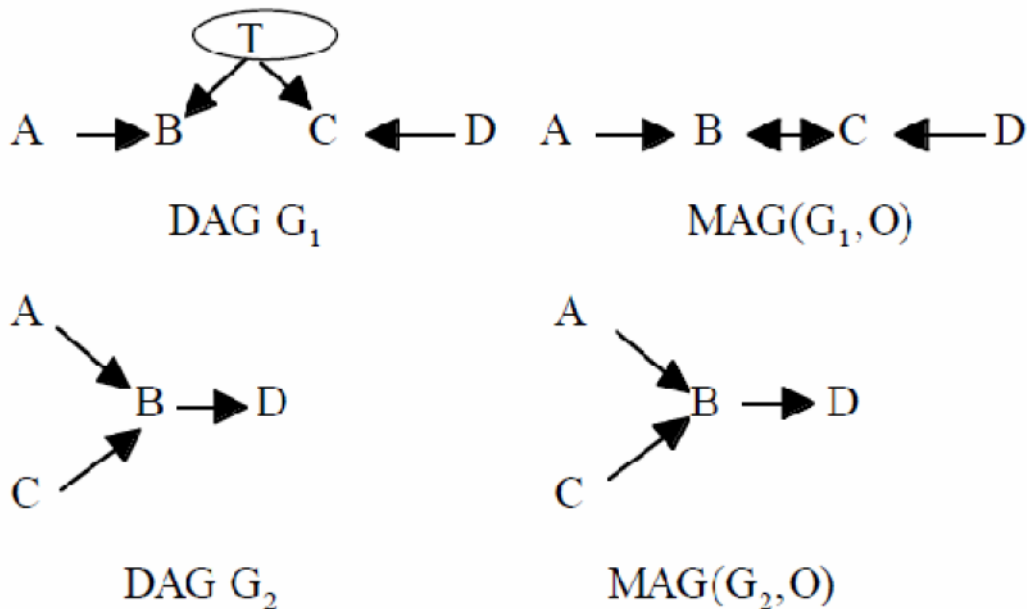 T
A B C D A B C D
DAG G₁ MAG(G₁,O)
A A
B D B D
C C
DAG G₂ MAG(G₂,O)